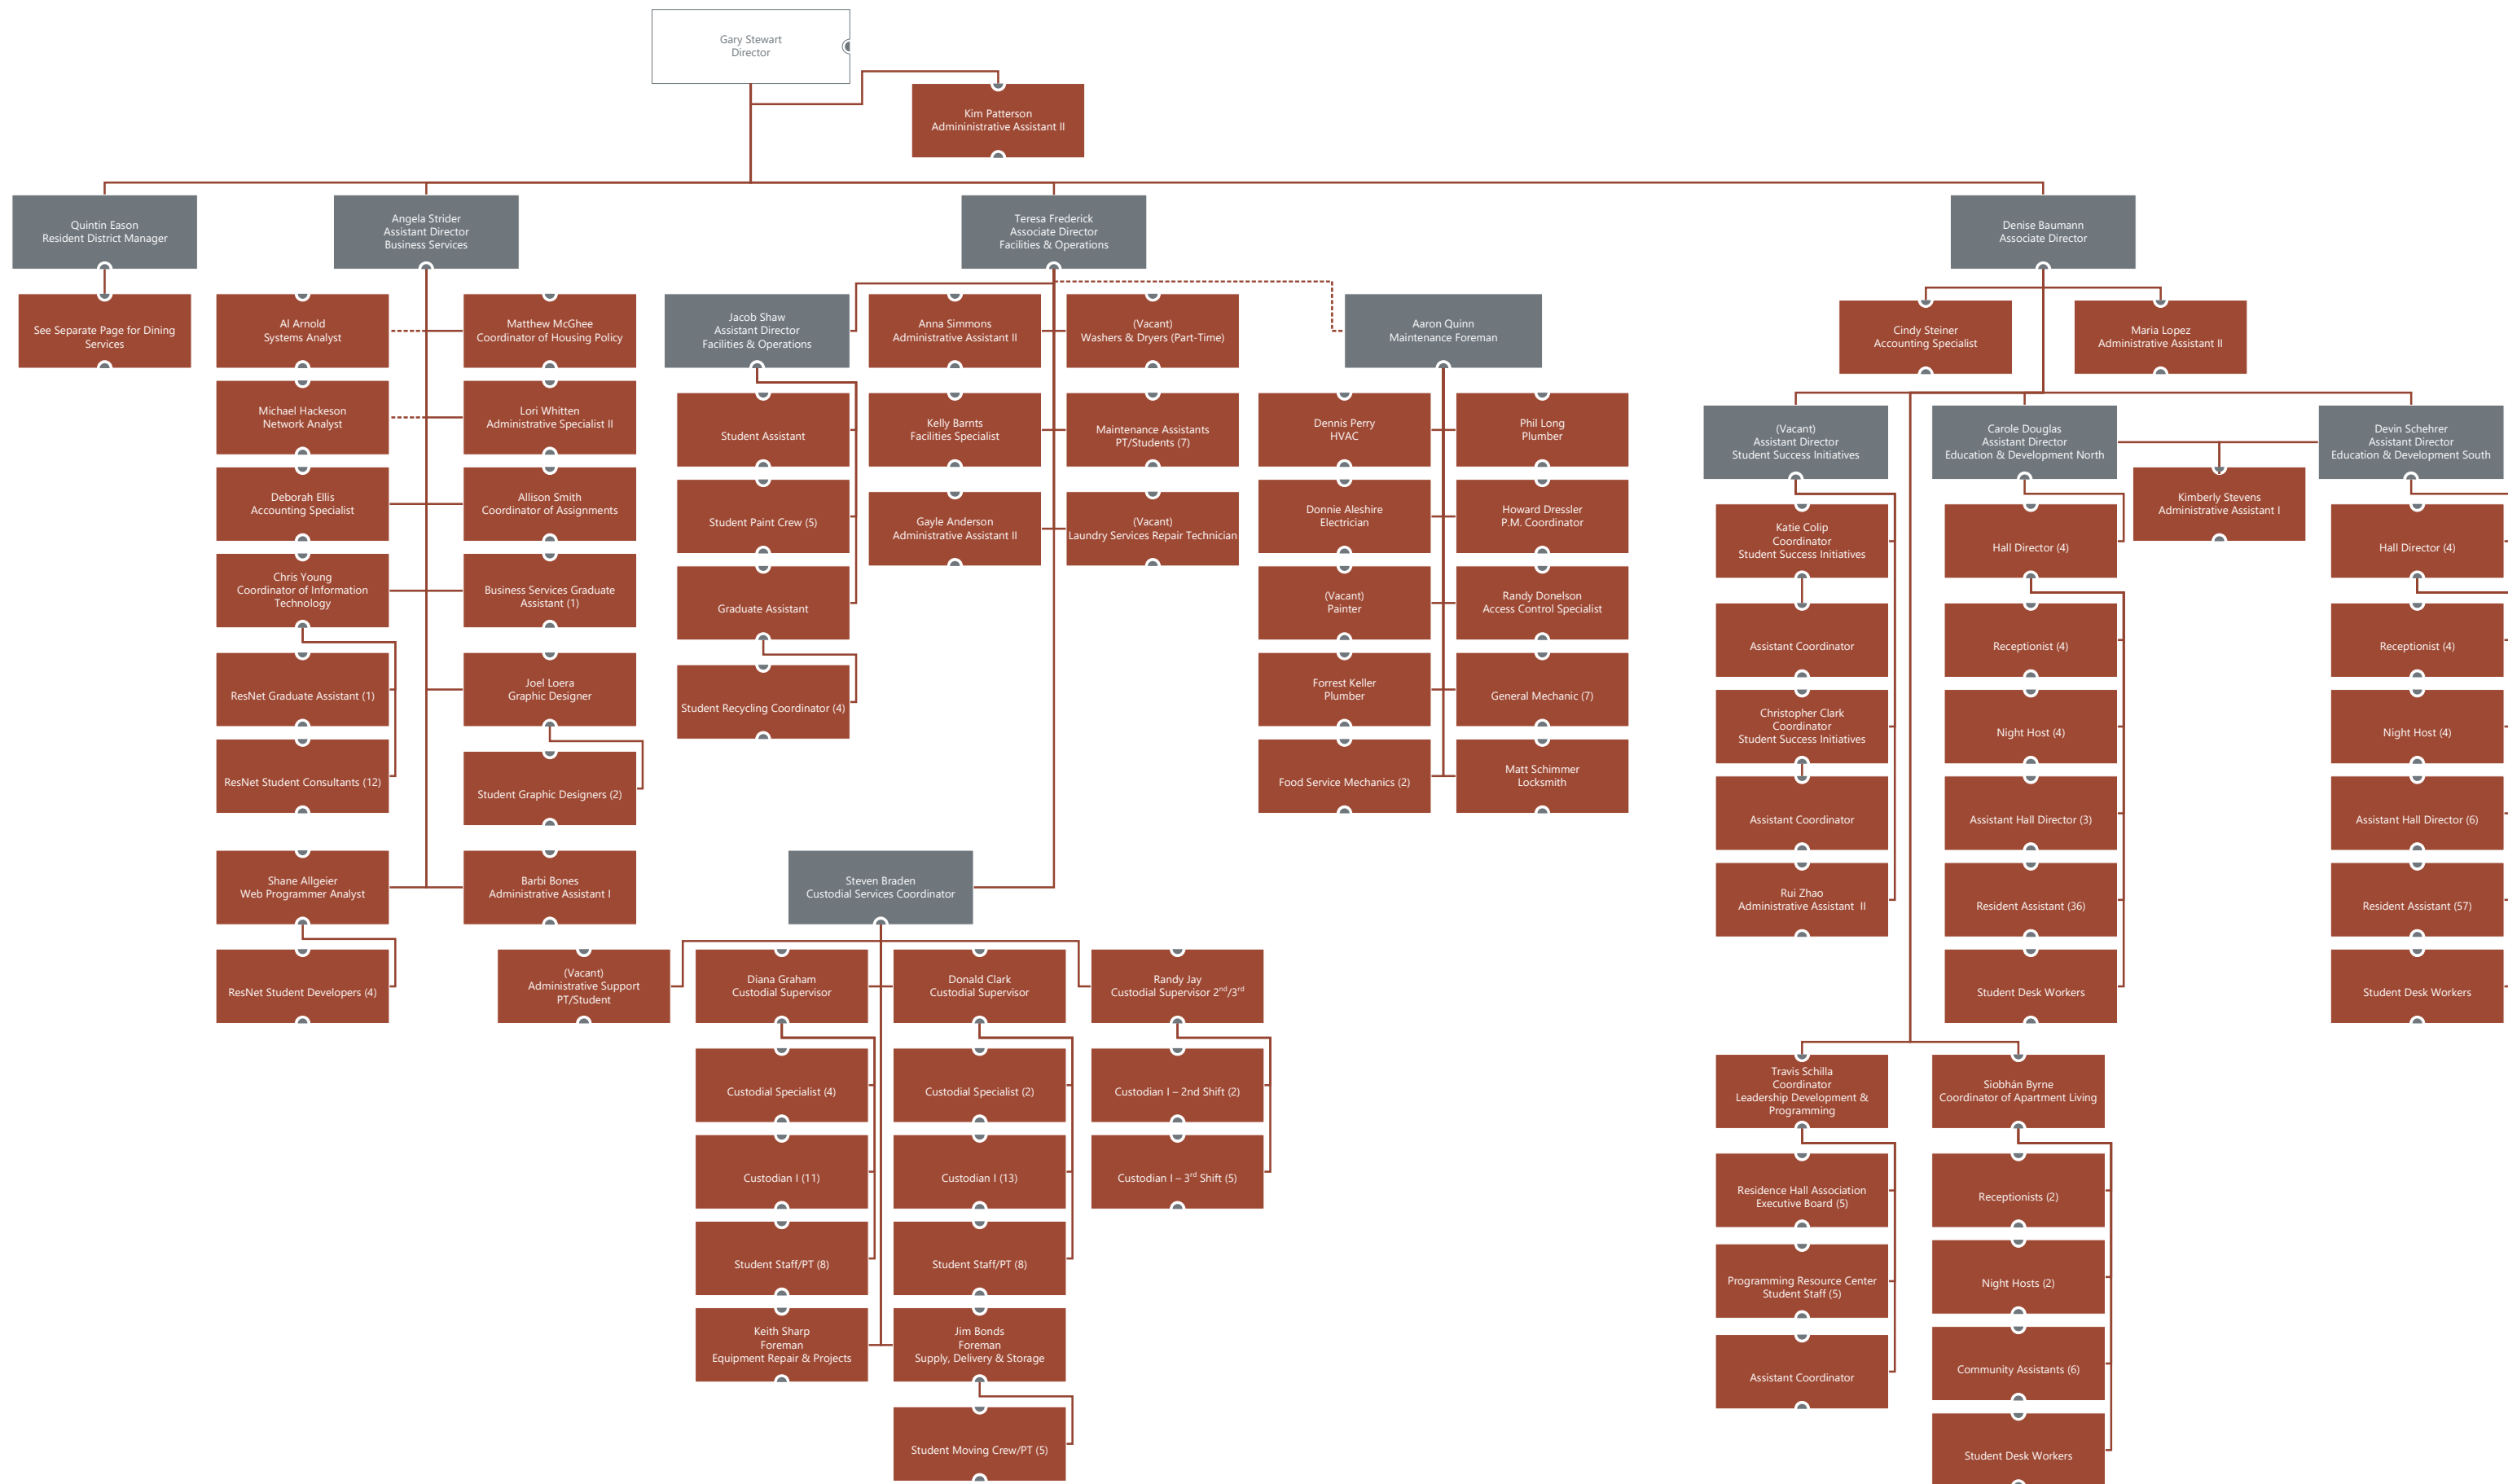 Gary Stewart
Director
Kim Patterson
Admininistrative Assistant II
Quintin Eason
Resident District Manager
Angela Strider
Assistant Director
Business Services
Teresa Frederick
Associate Director
Facilities & Operations
Denise Baumann
Associate Director
See Separate Page for Dining
Services
Al Arnold
Systems Analyst
Matthew McGhee
Coordinator of Housing Policy
Michael Hackeson
Network Analyst
Lori Whitten
Administrative Specialist II
Deborah Ellis
Accounting Specialist
Allison Smith
Coordinator of Assignments
Chris Young
Coordinator of Information
Technology
Business Services Graduate
Assistant (1)
ResNet Graduate Assistant (1)
Joel Loera
Graphic Designer
ResNet Student Consultants (12)
Student Graphic Designers (2)
Shane Allgeier
Web Programmer Analyst
Barbi Bones
Administrative Assistant I
ResNet Student Developers (4)
Jacob Shaw
Assistant Director
Facilities & Operations
Student Assistant
Student Paint Crew (5)
Graduate Assistant
Student Recycling Coordinator (4)
Anna Simmons
Administrative Assistant II
(Vacant)
Washers & Dryers (Part-Time)
Kelly Barnts
Facilities Specialist
Maintenance Assistants
PT/Students (7)
Gayle Anderson
Administrative Assistant II
(Vacant)
Laundry Services Repair Technician
Aaron Quinn
Maintenance Foreman
Dennis Perry
HVAC
Phil Long
Plumber
Donnie Aleshire
Electrician
Howard Dressler
P.M. Coordinator
(Vacant)
Painter
Randy Donelson
Access Control Specialist
Forrest Keller
Plumber
General Mechanic (7)
Food Service Mechanics (2)
Matt Schimmer
Locksmith
Steven Braden
Custodial Services Coordinator
(Vacant)
Administrative Support
PT/Student
Diana Graham
Custodial Supervisor
Donald Clark
Custodial Supervisor
Randy Jay
Custodial Supervisor 2nd/3rd
Custodial Specialist (4)
Custodial Specialist (2)
Custodian I – 2nd Shift (2)
Custodian I (11)
Custodian I (13)
Custodian I – 3rd Shift (5)
Student Staff/PT (8)
Student Staff/PT (8)
Keith Sharp
Foreman
Equipment Repair & Projects
Jim Bonds
Foreman
Supply, Delivery & Storage
Student Moving Crew/PT (5)
Cindy Steiner
Accounting Specialist
Maria Lopez
Administrative Assistant II
(Vacant)
Assistant Director
Student Success Initiatives
Carole Douglas
Assistant Director
Education & Development North
Devin Schehrer
Assistant Director
Education & Development South
Kimberly Stevens
Administrative Assistant I
Katie Colip
Coordinator
Student Success Initiatives
Assistant Coordinator
Christopher Clark
Coordinator
Student Success Initiatives
Assistant Coordinator
Rui Zhao
Administrative Assistant  II
Hall Director (4)
Receptionist (4)
Night Host (4)
Assistant Hall Director (3)
Resident Assistant (36)
Student Desk Workers
Hall Director (4)
Receptionist (4)
Night Host (4)
Assistant Hall Director (6)
Resident Assistant (57)
Student Desk Workers
Travis Schilla
Coordinator
Leadership Development &
Programming
Residence Hall Association
Executive Board (5)
Programming Resource Center
Student Staff (5)
Assistant Coordinator
Siobhán Byrne
Coordinator of Apartment Living
Receptionists (2)
Night Hosts (2)
Community Assistants (6)
Student Desk Workers